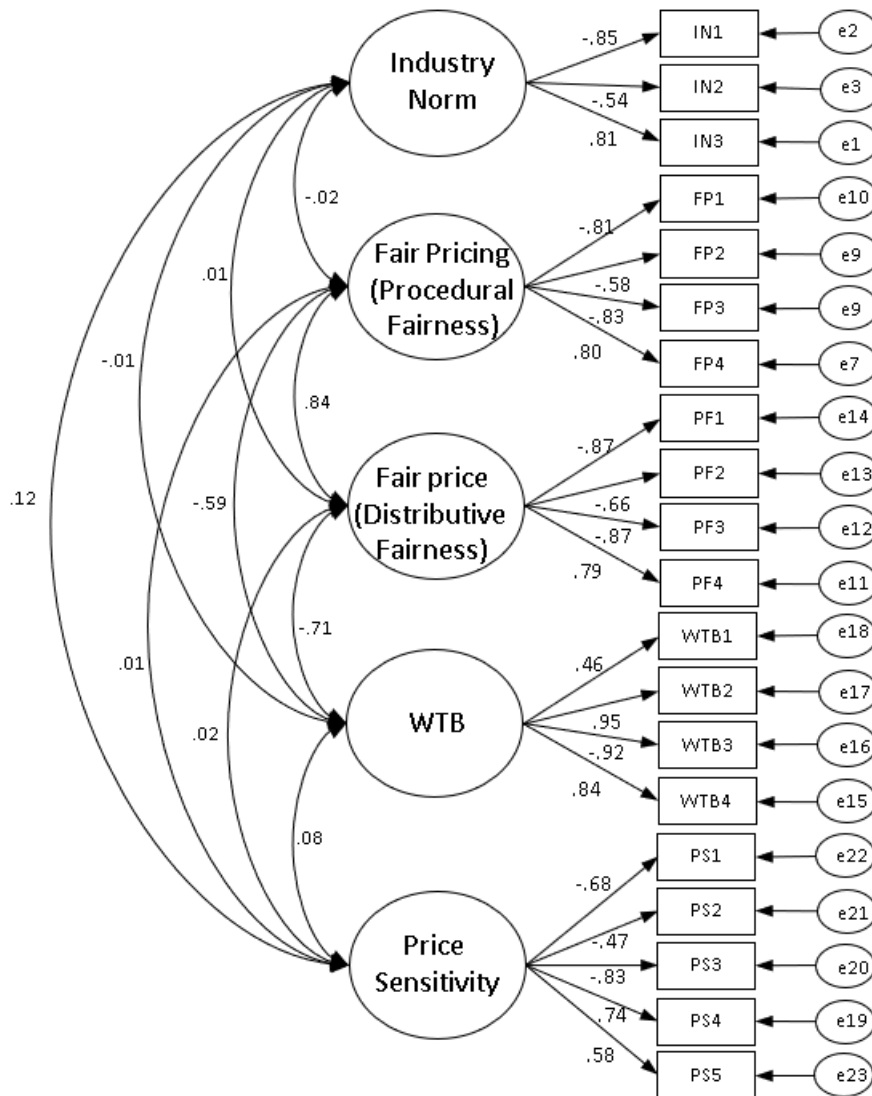 -.85
IN1
e2
Industry
Norm
IN2
e3
-.54
.81
IN3
e1
-.02
FP1
e10
-.81
Fair Pricing
(Procedural
Fairness)
FP2
e9
-.58
FP3
e9
-.83
.80
FP4
e7
.01
-.01
.84
PF1
e14
-.87
Fair price
(Distributive
Fairness)
PF2
e13
-.66
PF3
e12
-.87
.79
PF4
e11
.12
-.59
-.71
WTB1
e18
.46
WTB
WTB2
e17
.95
WTB3
e16
-.92
.84
WTB4
e15
.01
.02
.08
PS1
e22
-.68
PS2
e21
-.47
Price
Sensitivity
PS3
e20
-.83
PS4
e19
.74
.58
PS5
e23